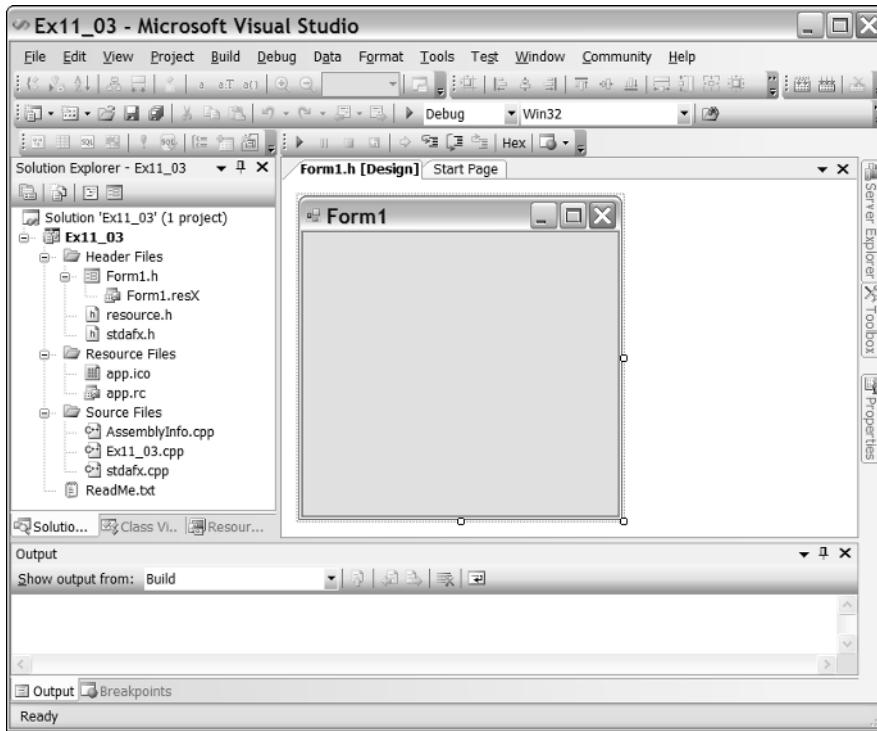 Ex11_03 - Microsoft Visual Studio
File Edit View Project Build Debug Data Format Tools Test Window Community Help
Debug Win32
Hex
Solution Explorer - Ex11_03
Form1.h [Design] Start Page
Solution 'Ex11_03' (1 project)
Ex11_03
Header Files
Form1.h
Form1.resX
resource.h
stdafx.h
Resource Files
app.ico
app.rc
Source Files
AssemblyInfo.cpp
Ex11_03.cpp
stdafx.cpp
ReadMe.txt
Solutio... Class Vi... Resour...
Form1
Server Explorer
Toolbox
Properties
Output
Show output from: Build
Output Breakpoints
Ready